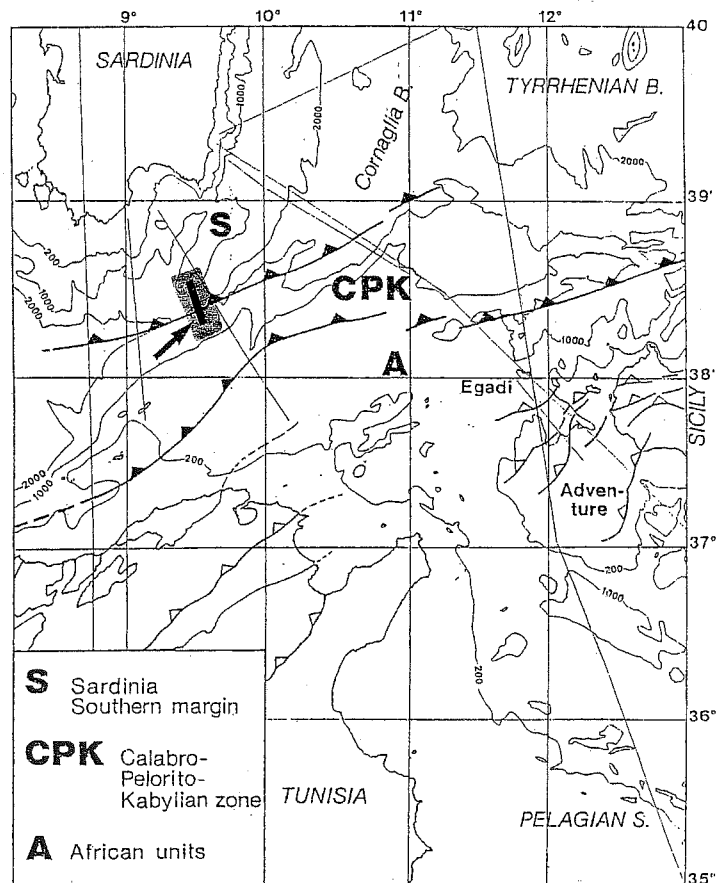 9° 10° 11° 12° 40
SARDINIA
TYRRHENIAN B.
Cornaglia B.
1000
2000
2000
39'
S
200
1000
2000
CPK
1000
A
38°
Egadi
SICILY
200
2000
1000
Adven-
ture
37°
200
1000
200
S Sardinia
Southern margin
36°
CPK Calabro-
Pelorito-
Kabylian zone
TUNISIA
PELAGIAN S.
A African units
35°